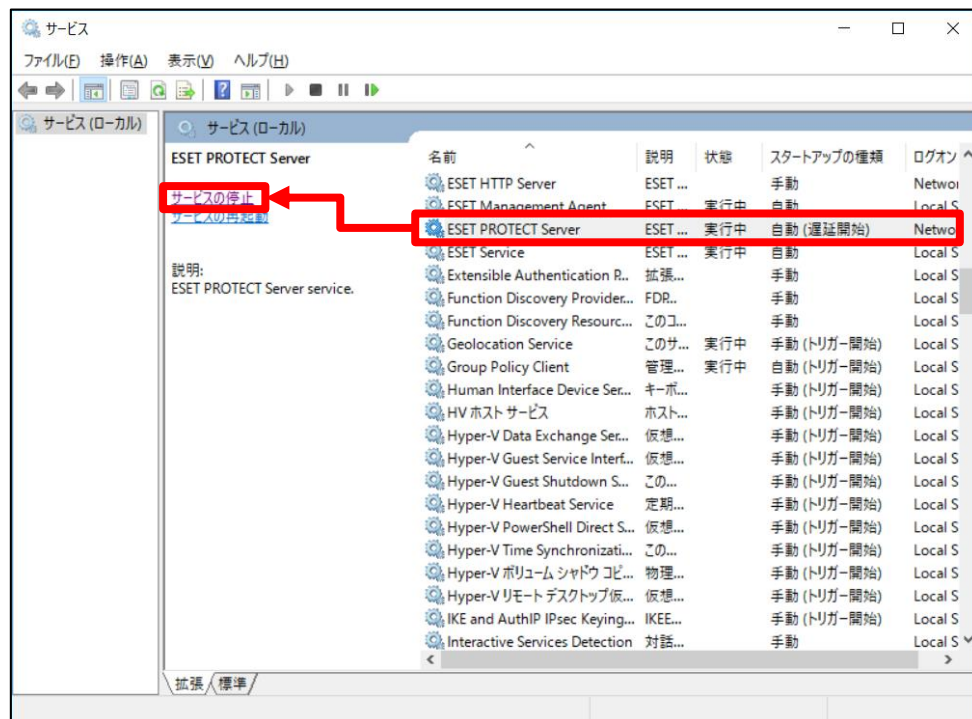 サービス
ファイル(F) 操作(A) 表示(V) ヘルプ(H)
サービス (ローカル)
サービス (ローカル)
ESET PROTECT Server
サービスの停止
サービスの再起動
説明:
ESET PROTECT Server service.
名前 説明 状態 スタートアップの種類 ログオン
ESET HTTP Server ESET ... 手動 Networ
ESET Management Agent ESET ... 実行中 自動 Local S
ESET PROTECT Server ESET ... 実行中 自動 (遅延開始) Netwo
ESET Service ESET ... 実行中 自動 Local S
Extensible Authentication P... 拡張... 手動 Local S
Function Discovery Provider... FDP... 手動 Local S
Function Discovery Resourc... このコ... 手動 Local S
Geolocation Service このサ... 実行中 手動 (トリガー開始) Local S
Group Policy Client 管理... 実行中 自動 (トリガー開始) Local S
Human Interface Device Ser... キーボ... 手動 (トリガー開始) Local S
HV ホスト サービス ホスト... 手動 (トリガー開始) Local S
Hyper-V Data Exchange Ser... 仮想... 手動 (トリガー開始) Local S
Hyper-V Guest Service Interf... 仮想... 手動 (トリガー開始) Local S
Hyper-V Guest Shutdown S... この... 手動 (トリガー開始) Local S
Hyper-V Heartbeat Service 定期... 手動 (トリガー開始) Local S
Hyper-V PowerShell Direct S... 仮想... 手動 (トリガー開始) Local S
Hyper-V Time Synchronizati... この... 手動 (トリガー開始) Local S
Hyper-V ボリューム シャドウ コピ... 物理... 手動 (トリガー開始) Local S
Hyper-V リモート デスクトップ仮... 仮想... 手動 (トリガー開始) Local S
IKE and AuthIP IPsec Keying... IKEE... 手動 (トリガー開始) Local S
Interactive Services Detection 対話... 手動 Local S
拡張 標準